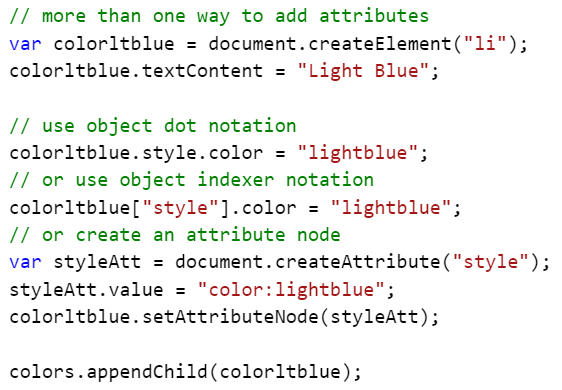 // more than one way to add attributes
var colorltblue = document.createElement("li");
colorltblue.textContent = "Light Blue";
// use object dot notation
colorltblue.style.color = "lightblue";
// or use object indexer notation
colorltblue["style"].color = "lightblue";
// or create an attribute node
var styleAtt = document.createAttribute("style");
styleAtt.value = "color:lightblue";
colorltblue.setAttributeNode(styleAtt);
colors.appendChild(colorltblue);